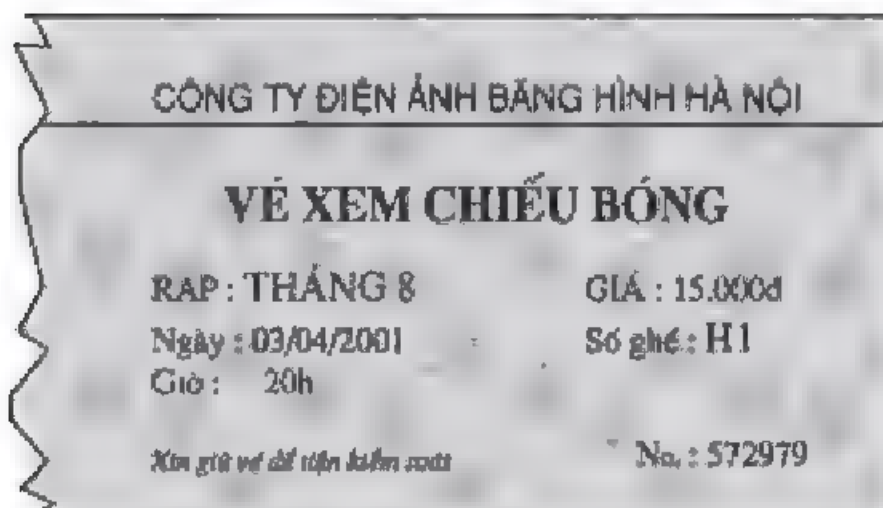 CÔNG TY ĐIỆN ẢNH BĂNG HÌNH HÀ NỘI
VÉ XEM CHIẾU BÓNG
RẠP : THÁNG 8 GIÁ : 15.000đ
Ngày : 03/04/2001 Số ghế : H1
Giờ : 20h
Xin giữ vé để tiện kiểm soát No. : 572979